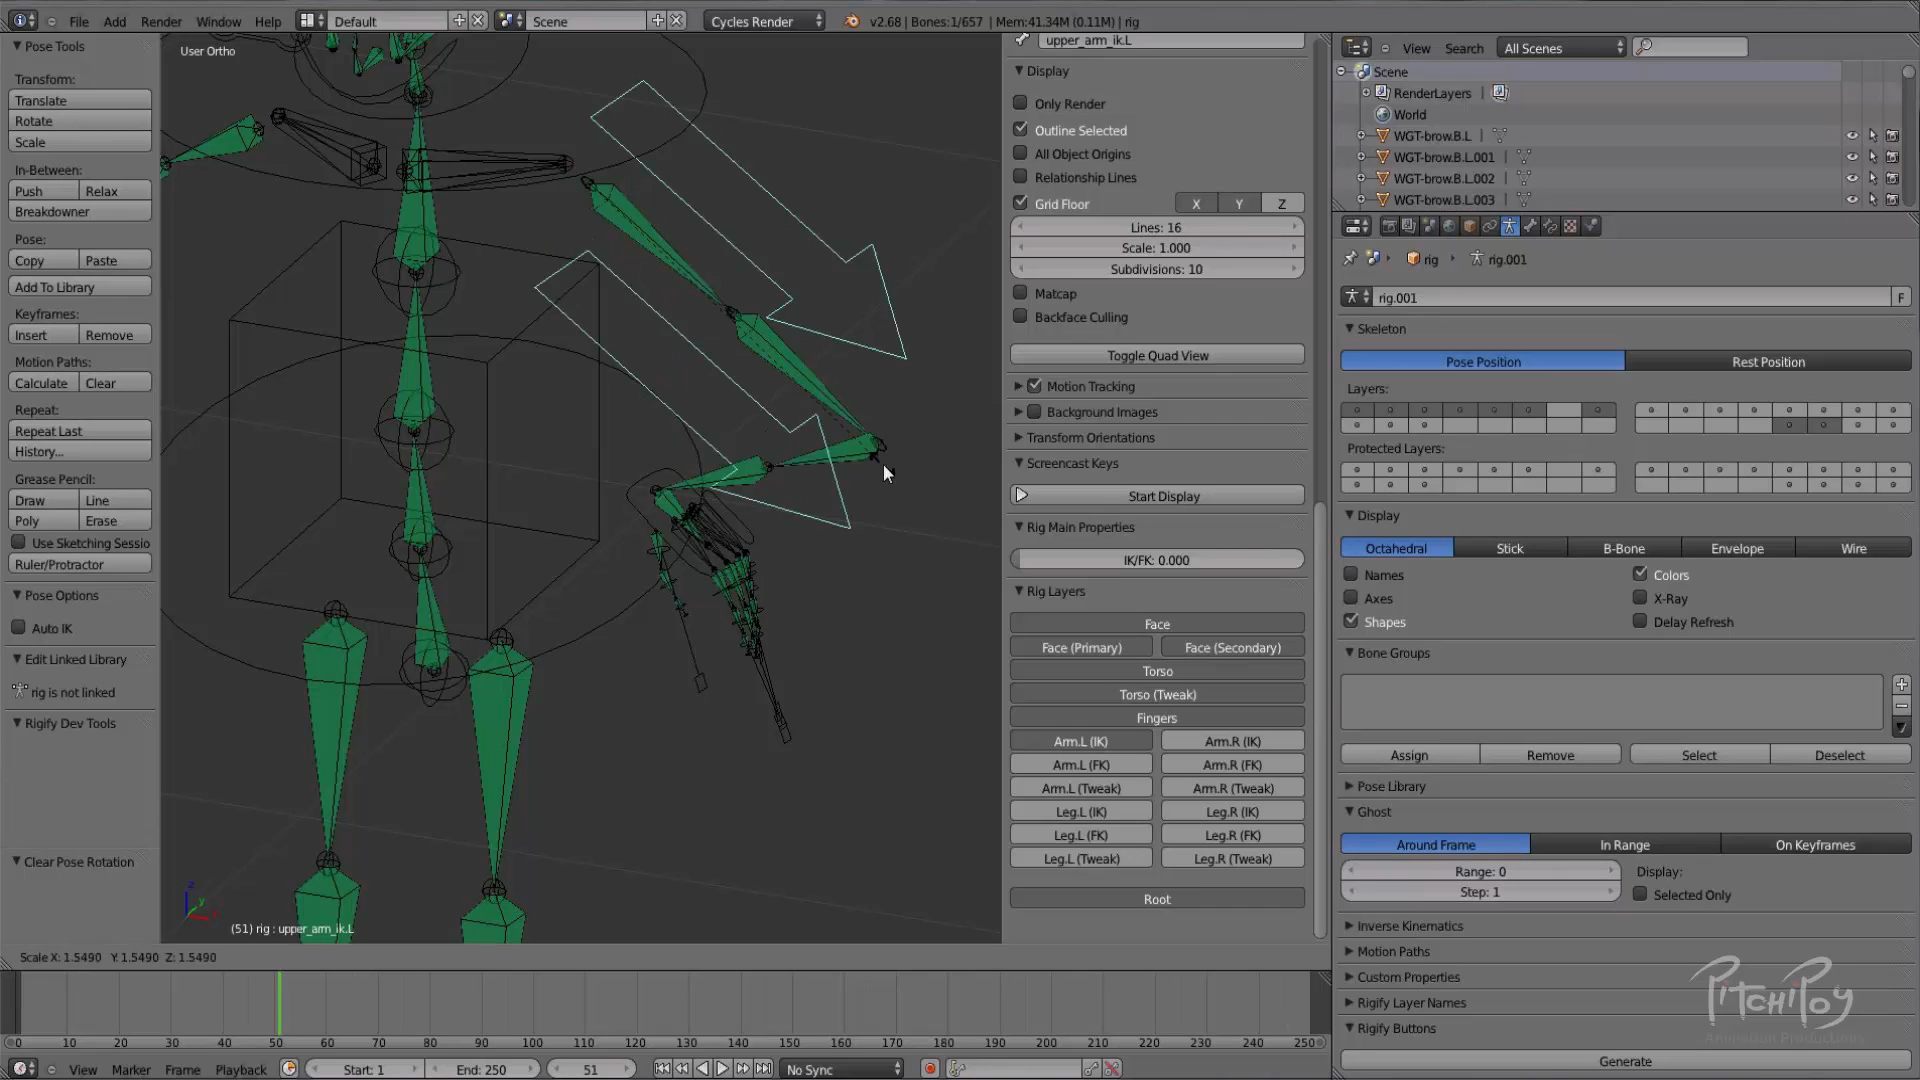 File Add Render Window Help Default Scene Cycles Render v2.68 | Bones:1/657 | Mem:41.34M (0.11M) | rig
Pose Tools
Transform:
Translate
Rotate
Scale
In-Between:
Push Relax
Breakdowner
Pose:
Copy Paste
Add To Library
Keyframes:
Insert Remove
Motion Paths:
Calculate Clear
Repeat:
Repeat Last
History...
Grease Pencil:
Draw Line
Poly Erase
Use Sketching Sessio
Ruler/Protractor
Pose Options
Auto IK
Edit Linked Library
rig is not linked
Rigify Dev Tools
Clear Pose Rotation
User Ortho
z
y
x
(51) rig : upper_arm_ik.L
Scale X: 1.5490 Y: 1.5490 Z: 1.5490
upper_arm_ik.L
Display
Only Render
Outline Selected
All Object Origins
Relationship Lines
Grid Floor X Y Z
Lines: 16
Scale: 1.000
Subdivisions: 10
Matcap
Backface Culling
Toggle Quad View
Motion Tracking
Background Images
Transform Orientations
Screencast Keys
Start Display
Rig Main Properties
IK/FK: 0.000
Rig Layers
Face
Face (Primary) Face (Secondary)
Torso
Torso (Tweak)
Fingers
Arm.L (IK) Arm.R (IK)
Arm.L (FK) Arm.R (FK)
Arm.L (Tweak) Arm.R (Tweak)
Leg.L (IK) Leg.R (IK)
Leg.L (FK) Leg.R (FK)
Leg.L (Tweak) Leg.R (Tweak)
Root
View Search All Scenes
Scene
RenderLayers |
World
WGT-brow.B.L |
WGT-brow.B.L.001 |
WGT-brow.B.L.002 |
WGT-brow.B.L.003 |
rig rig.001
rig.001 F
Skeleton
Pose Position Rest Position
Layers:
Protected Layers:
Display
Octahedral Stick B-Bone Envelope Wire
Names Colors
Axes X-Ray
Shapes Delay Refresh
Bone Groups
Assign Remove Select Deselect
Pose Library
Ghost
Around Frame In Range On Keyframes
Range: 0 Display:
Step: 1 Selected Only
Inverse Kinematics
Motion Paths
Custom Properties
Rigify Layer Names
Rigify Buttons
Generate
PitchiPoy
Animation Productions
0 10 20 30 40 50 60 70 80 90 100 110 120 130 140 150 160 170 180 190 200 210 220 230 240 250
View Marker Frame Playback Start: 1 End: 250 51 No Sync